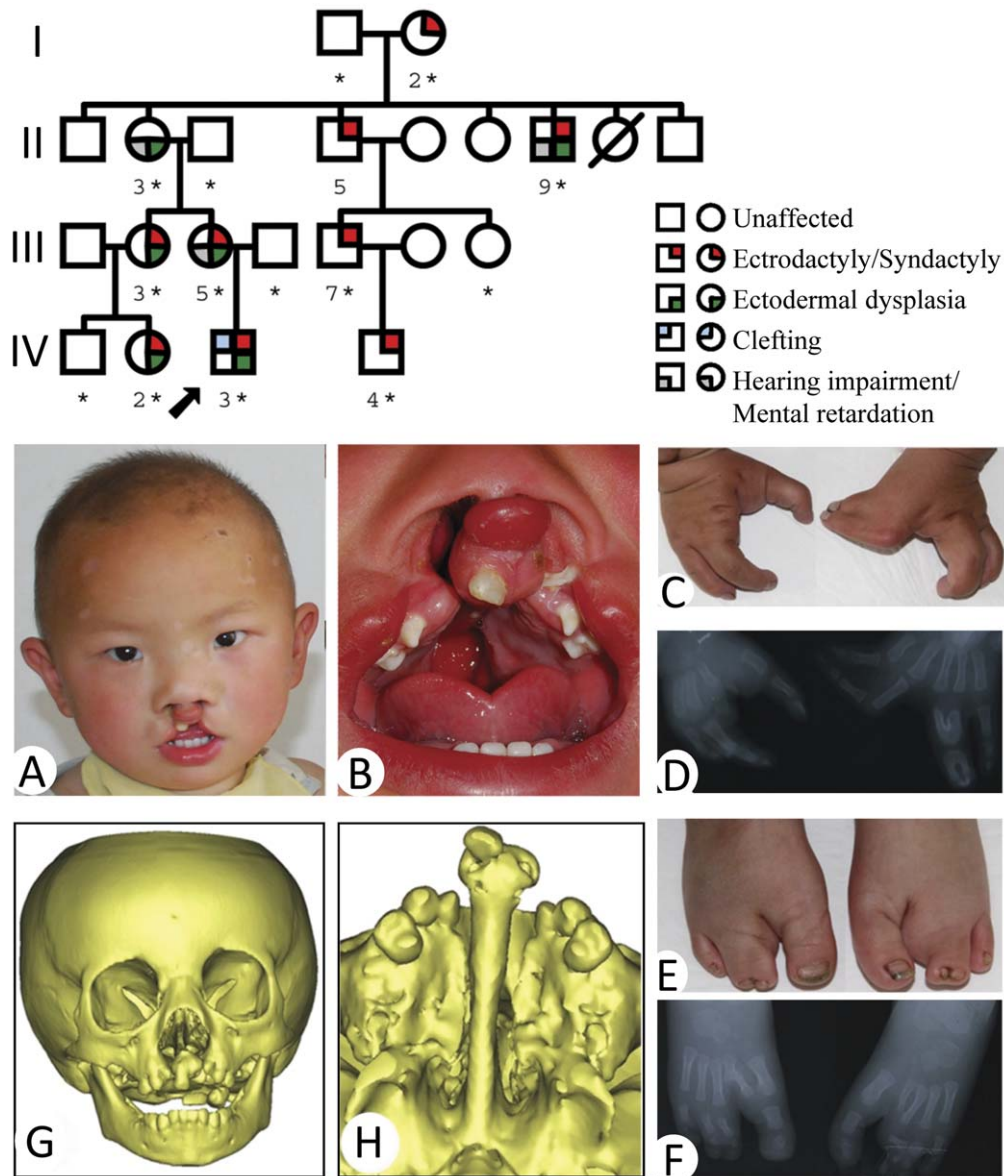 I
* 2*
II
3* * 5 9*
III
3* 5* * 7* *
IV
* 2* 3* 4*
Unaffected
Ectrodactyly/Syndactyly
Ectodermal dysplasia
Clefting
Hearing impairment/
Mental retardation
A
B
C
D
E
F
G
H